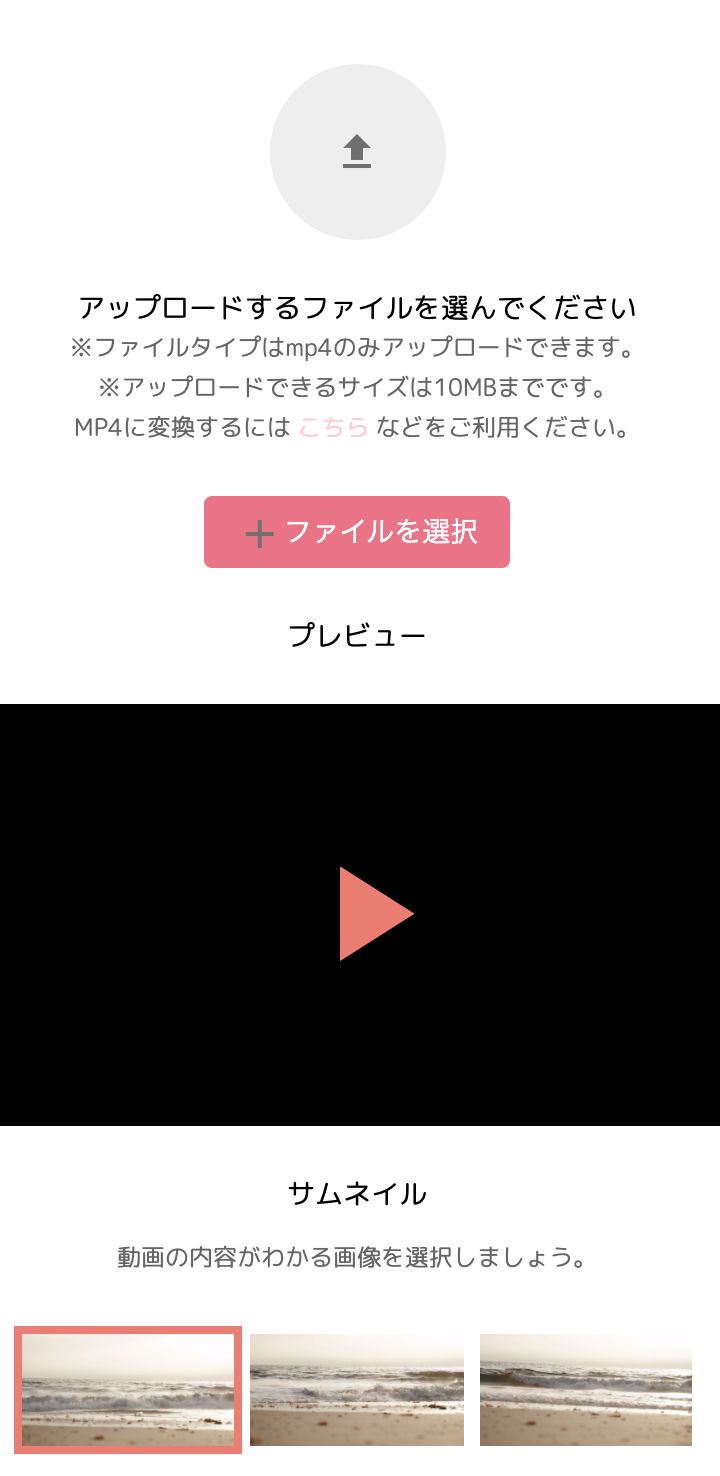 アップロードするファイルを選んでください
※ファイルタイプはmp4のみアップロードできます。
※アップロードできるサイズは10MBまでです。
MP4に変換するには こちら などをご利用ください。
＋ ファイルを選択
プレビュー
サムネイル
動画の内容がわかる画像を選択しましょう。